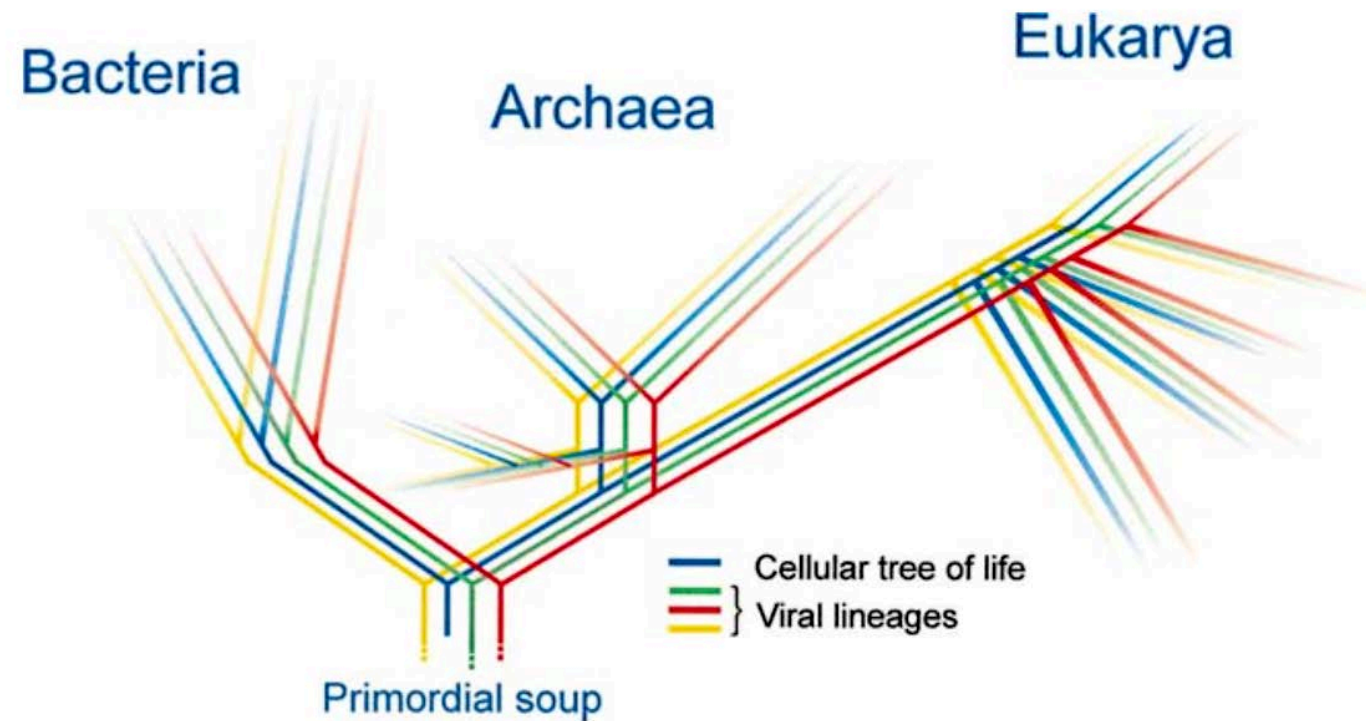 Bacteria
Archaea
Eukarya
Cellular tree of life
} Viral lineages
Primordial soup